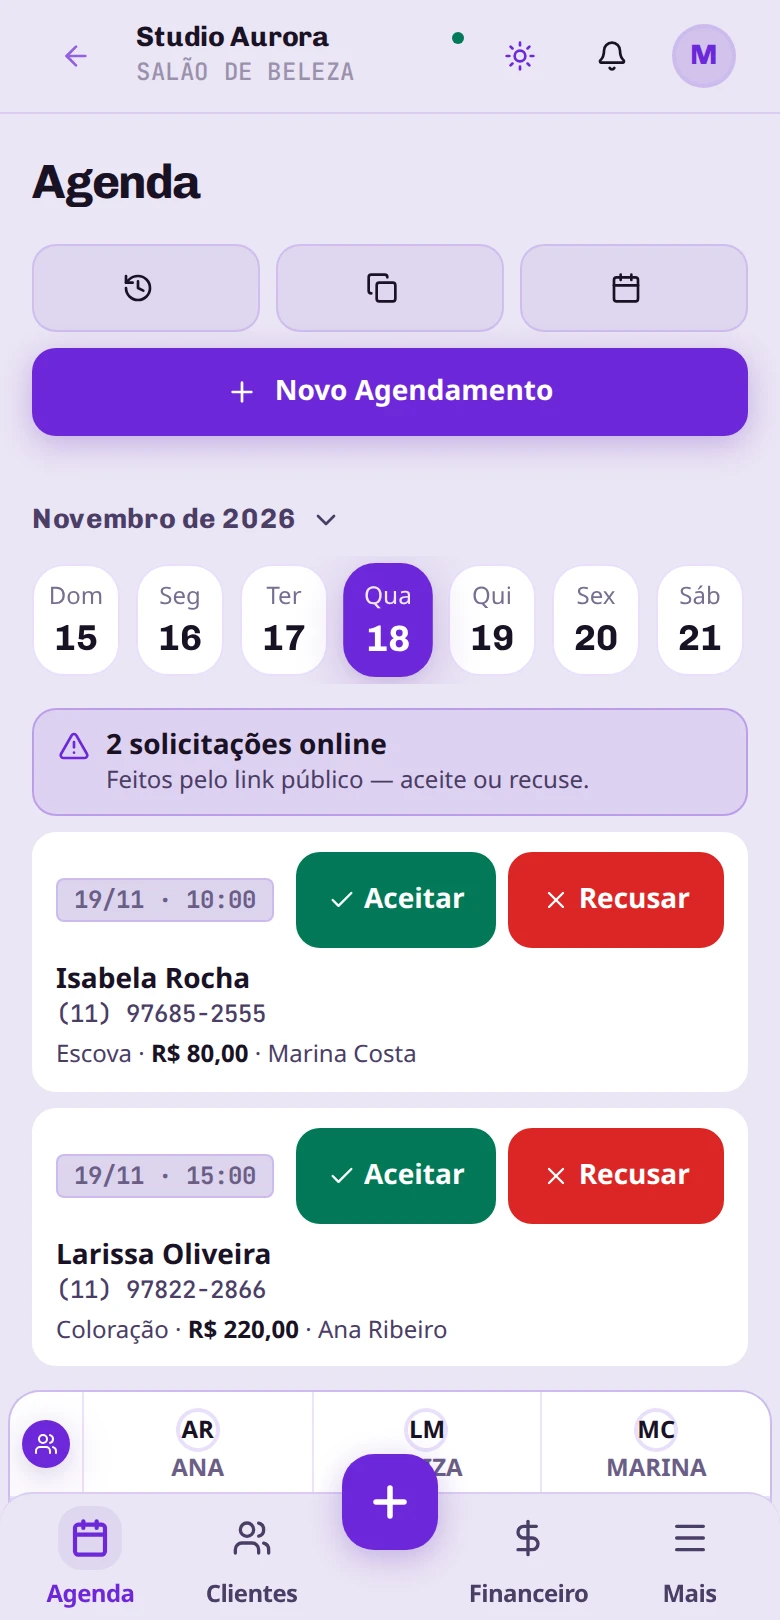 Studio Aurora
SALÃO DE BELEZA
M
Agenda
Novo Agendamento
Novembro de 2026
Dom Seg Ter Qua Qui Sex Sáb
15 16 17 18 19 20 21
2 solicitações online
Feitos pelo link público — aceite ou recuse.
19/11 · 10:00 Aceitar Recusar
Isabela Rocha
(11) 97685-2555
Escova · R$ 80,00 · Marina Costa
19/11 · 15:00 Aceitar Recusar
Larissa Oliveira
(11) 97822-2866
Coloração · R$ 220,00 · Ana Ribeiro
AR LM MC
ANA MARINA
Agenda Clientes Financeiro Mais